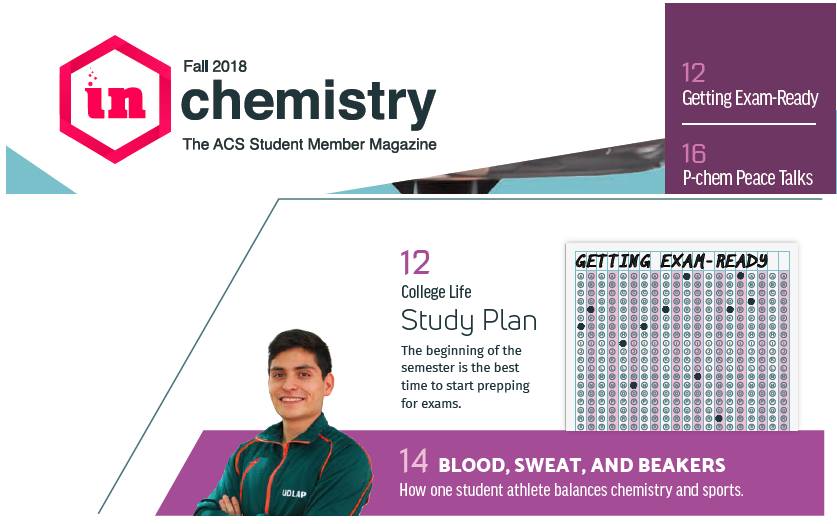 in
Fall 2018
chemistry
The ACS Student Member Magazine
12
Getting Exam-Ready
16
P-chem Peace Talks
12
College Life
Study Plan
The beginning of the
semester is the best
time to start prepping
for exams.
GETTING EXAM-READY
UDLAP
14 BLOOD, SWEAT, AND BEAKERS
How one student athlete balances chemistry and sports.